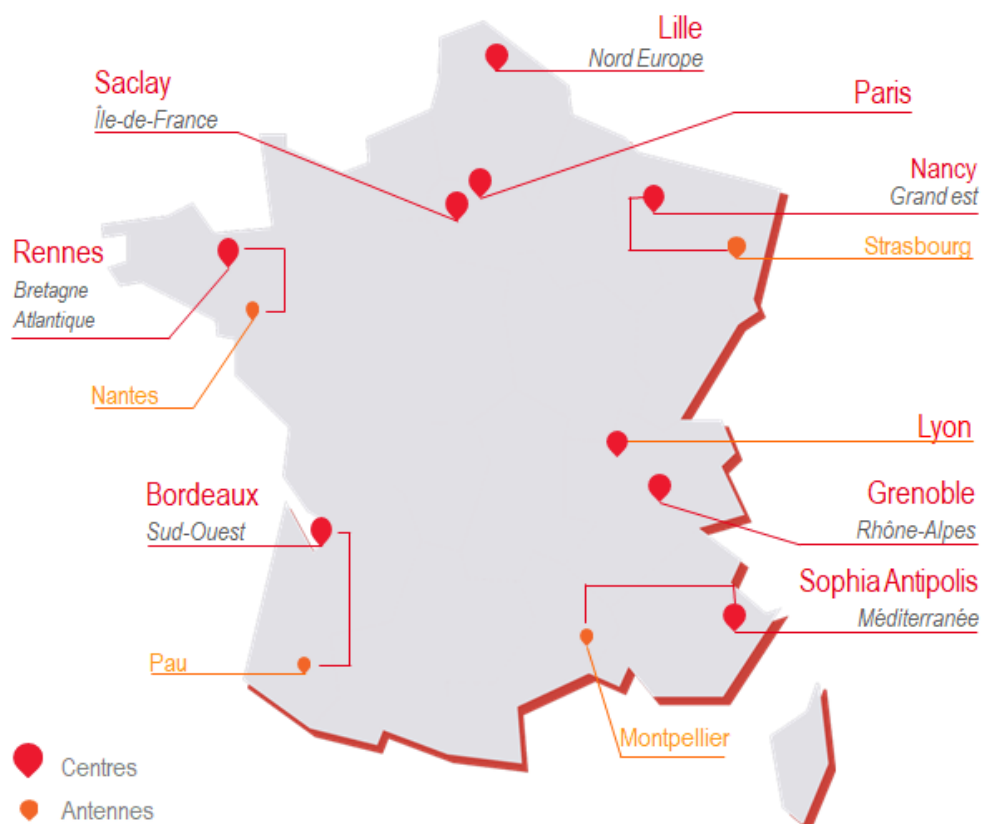 Lille
Nord Europe
Saclay
Île-de-France
Paris
Nancy
Grand est
Strasbourg
Rennes
Bretagne
Atlantique
Nantes
Lyon
Bordeaux
Sud-Ouest
Grenoble
Rhône-Alpes
Sophia Antipolis
Méditerranée
Pau
Montpellier
Centres
Antennes